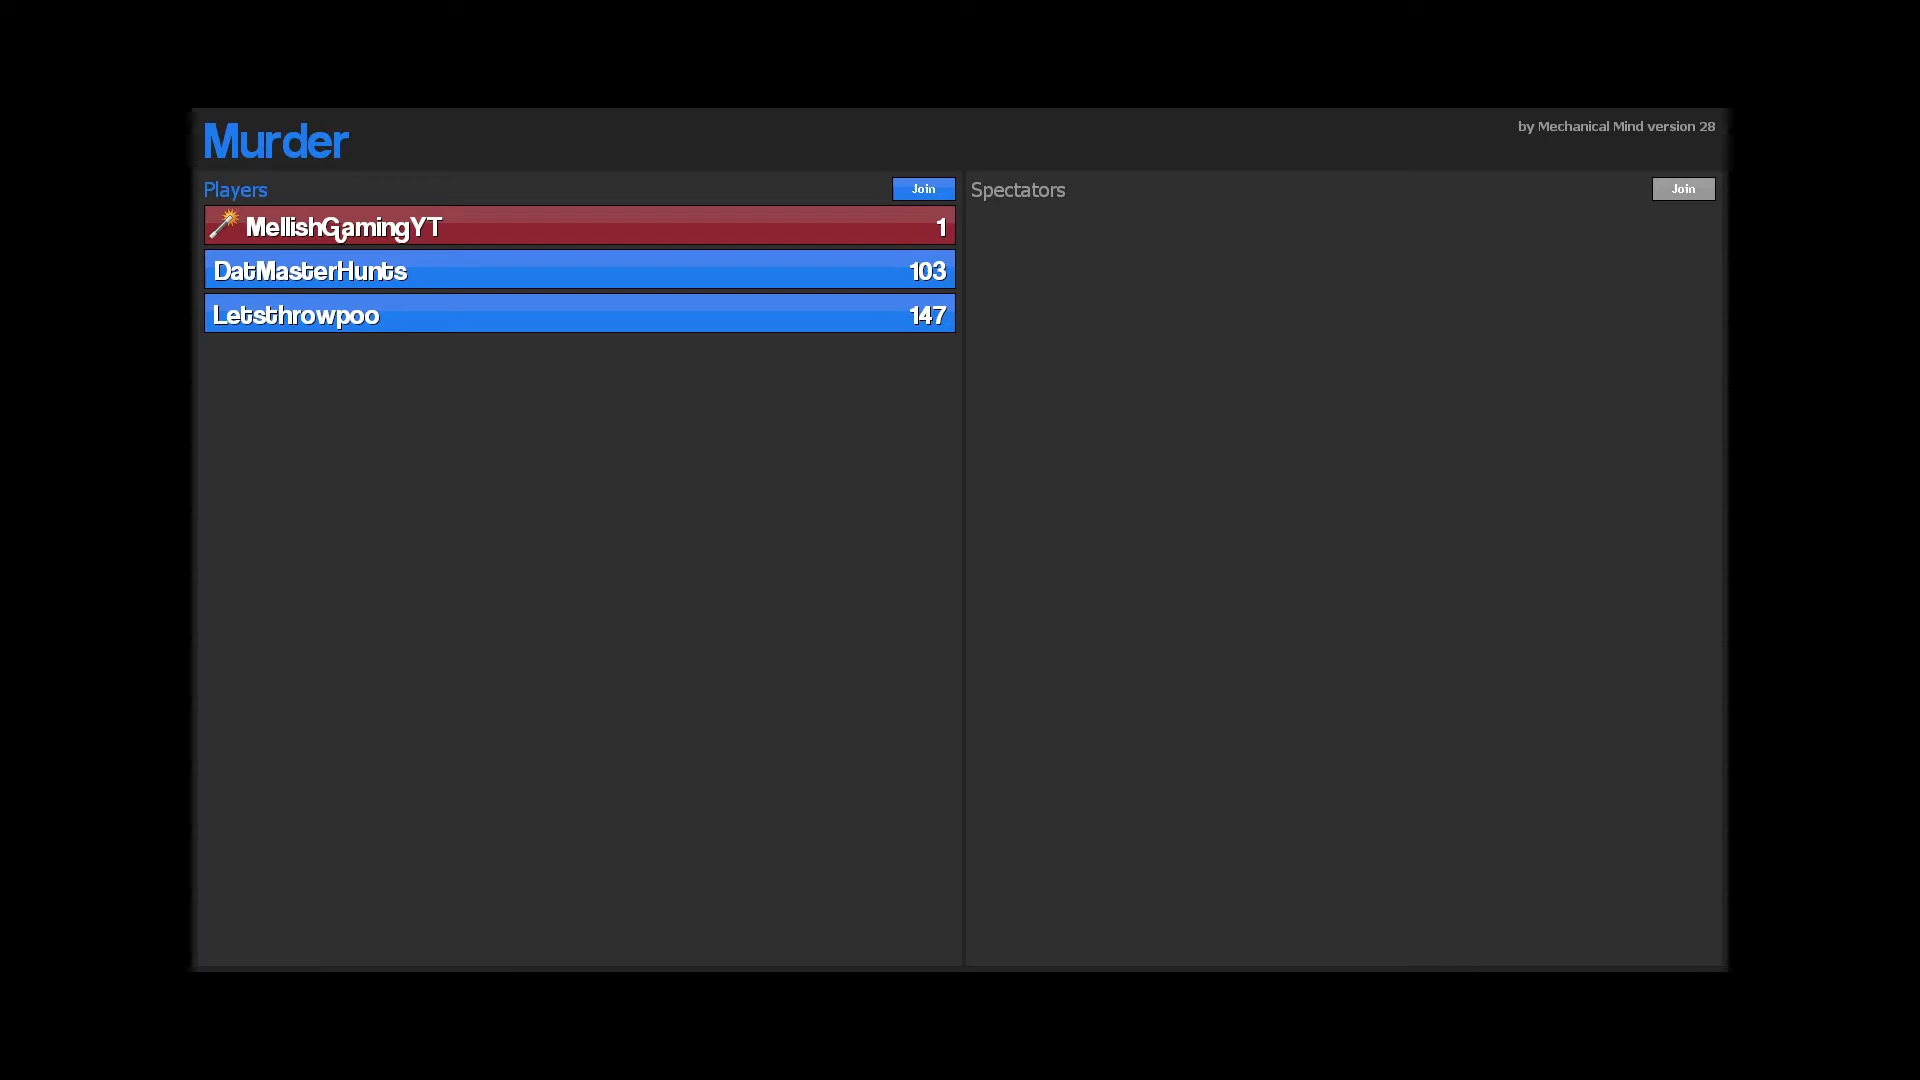 Murder
by Mechanical Mind version 28
Players
Join
MellishGamingYT 1
DatMasterHunts 103
Letsthrowpoo 147
Spectators
Join